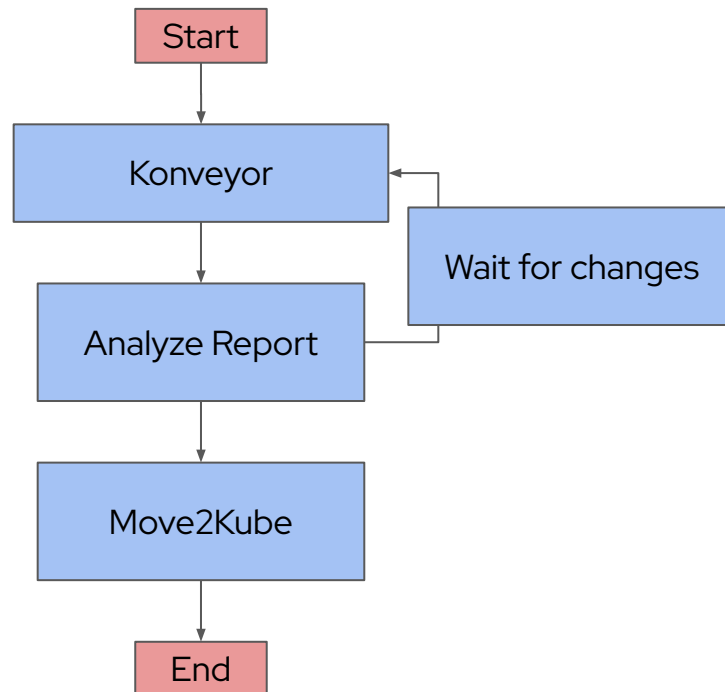 Start
Konveyor
Wait for changes
Analyze Report
Move2Kube
End